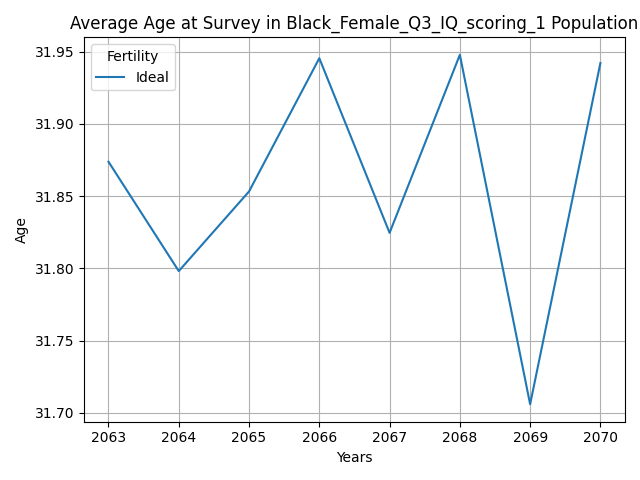 Average Age at Survey in Black_Female_Q3_IQ_scoring_1 Population
Fertility
Ideal
31.95
31.90
31.85
31.80
31.75
31.70
Age
2063 2064 2065 2066 2067 2068 2069 2070
Years